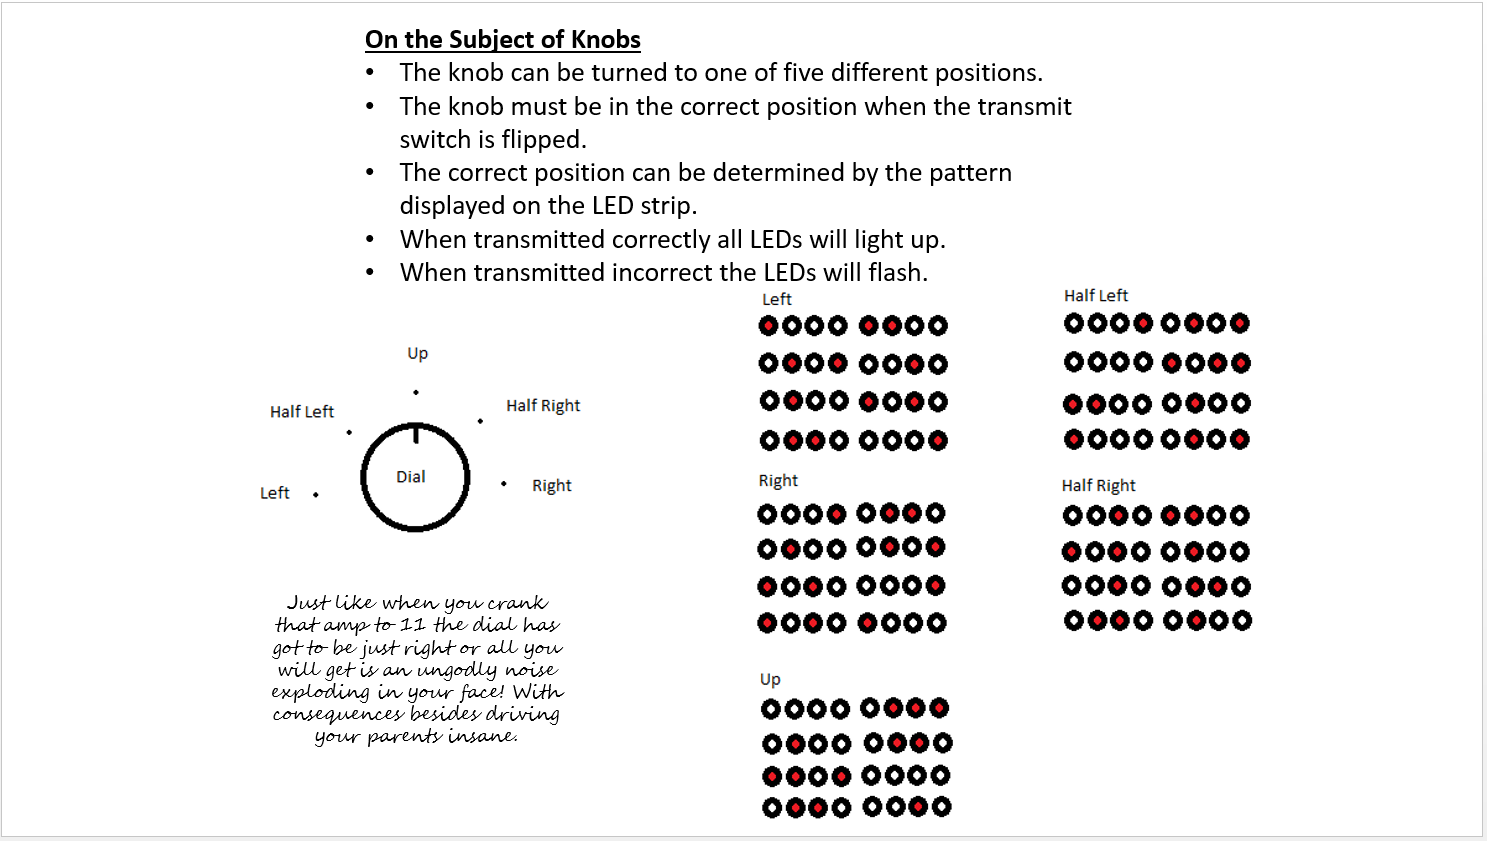 On the Subject of Knobs
• The knob can be turned to one of five different positions.
• The knob must be in the correct position when the transmit
switch is flipped.
• The correct position can be determined by the pattern
displayed on the LED strip.
• When transmitted correctly all LEDs will light up.
• When transmitted incorrect the LEDs will flash.
Left
Half Left
Up
Half Left
Half Right
Dial
Left
Right
Right
Half Right
Just like when you crank
that amp to 11 the dial has
got to be just right or all you
will get is an ungodly noise
exploding in your face! With
consequences besides driving
your parents insane.
Up